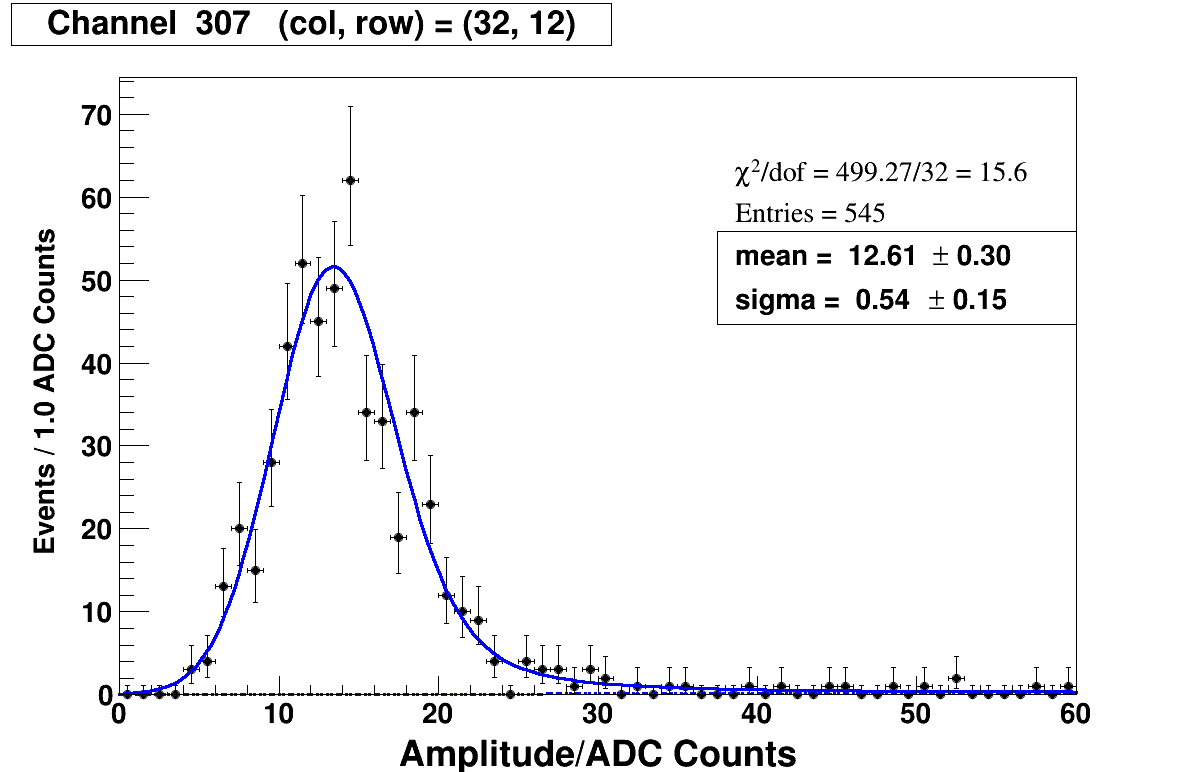 Channel 307 (col, row) = (32, 12)
χ²/dof = 499.27/32 = 15.6
Entries = 545
mean = 12.61 ± 0.30
sigma = 0.54 ± 0.15
Events / 1.0 ADC Counts
70
60
50
40
30
20
10
0
0 10 20 30 40 50 60
Amplitude/ADC Counts